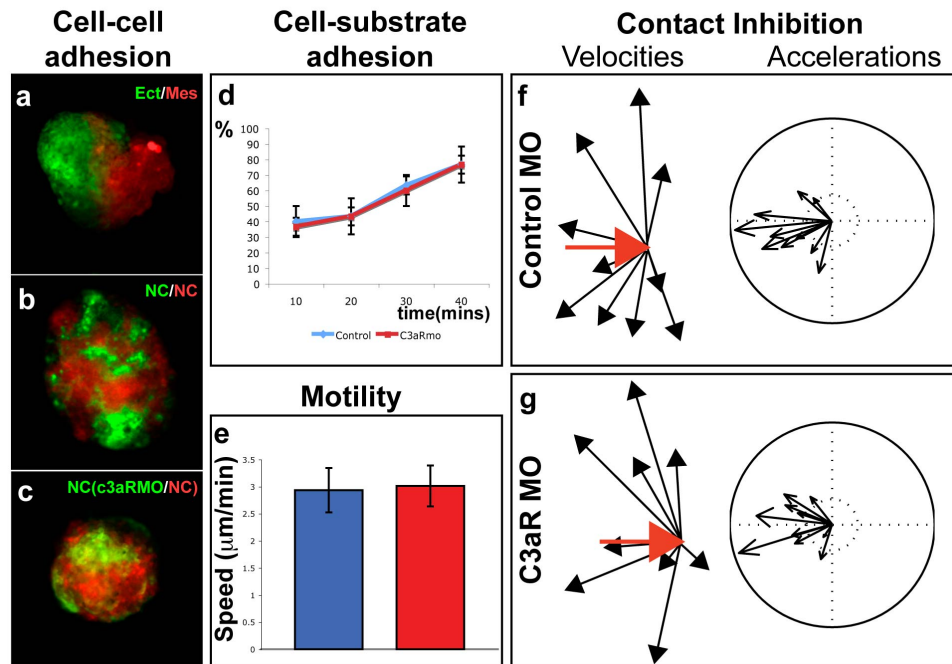 Cell-cell
adhesion
a
Ect/Mes
b
NC/NC
c
NC(c3aRMO/NC)
Cell-substrate
adhesion
d
%
100
90
80
70
60
50
40
30
20
10
0
10 20 30 40
time(mins)
Control C3aRmo
Motility
e
Speed (µm/min)
3.5
3
2.5
2
1.5
1
0.5
0
Contact Inhibition
Velocities Accelerations
f
Control MO
g
C3aR MO